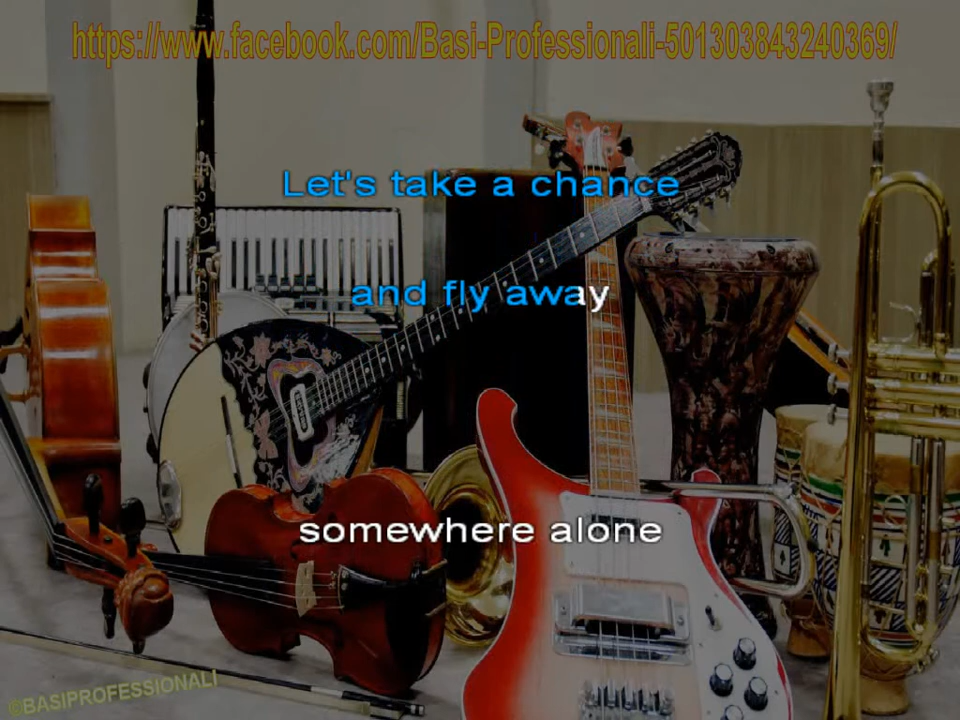 https://www.facebook.com/Basi-Professionali-501303843240369/
Let's take a chance
and fly away
somewhere alone
©BASIPROFESSIONALI